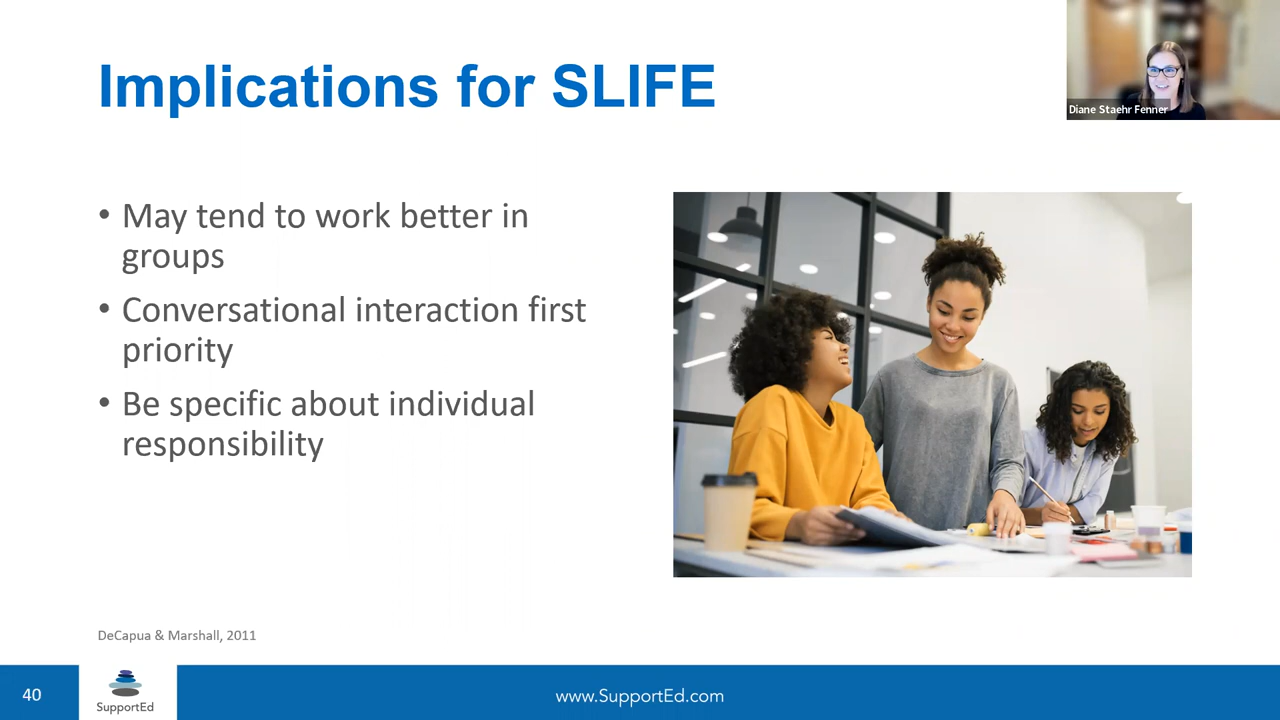 Implications for SLIFE
Diane Staehr Fenner
• May tend to work better in
groups
• Conversational interaction first
priority
• Be specific about individual
responsibility
DeCapua & Marshall, 2011
40
SupportEd
www.SupportEd.com